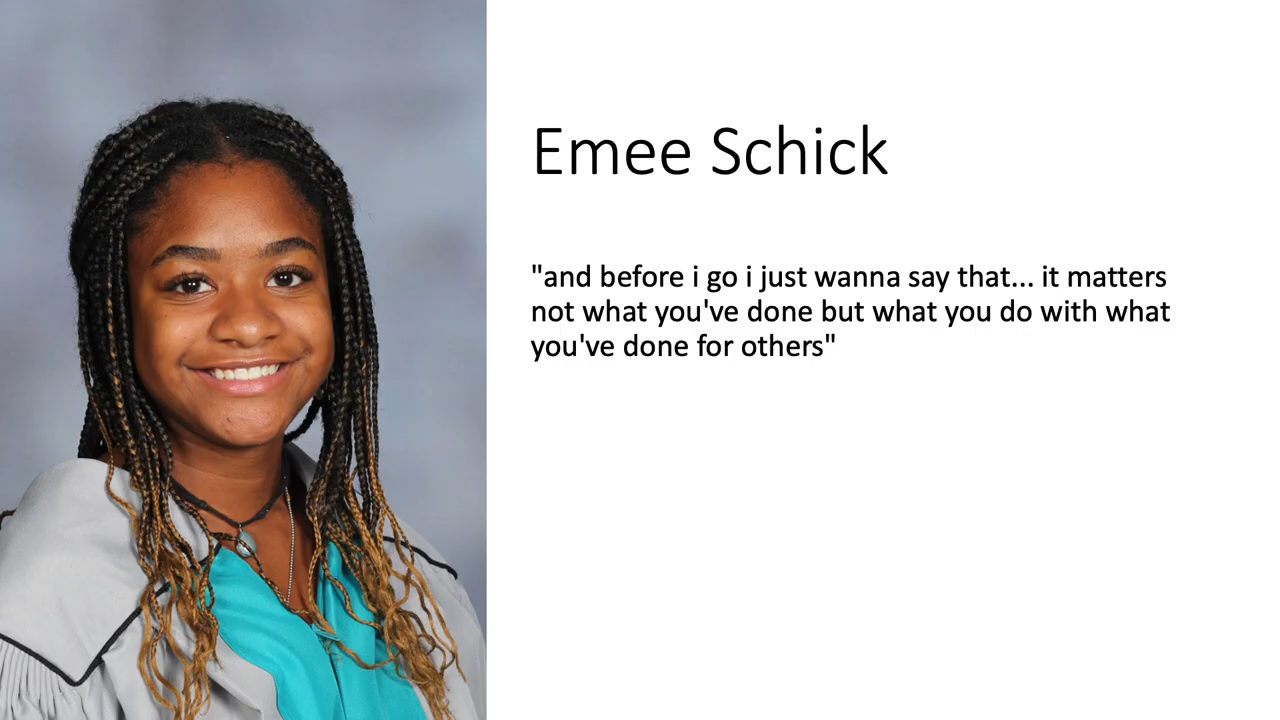 Emee Schick
"and before i go i just wanna say that... it matters
not what you've done but what you do with what
you've done for others"